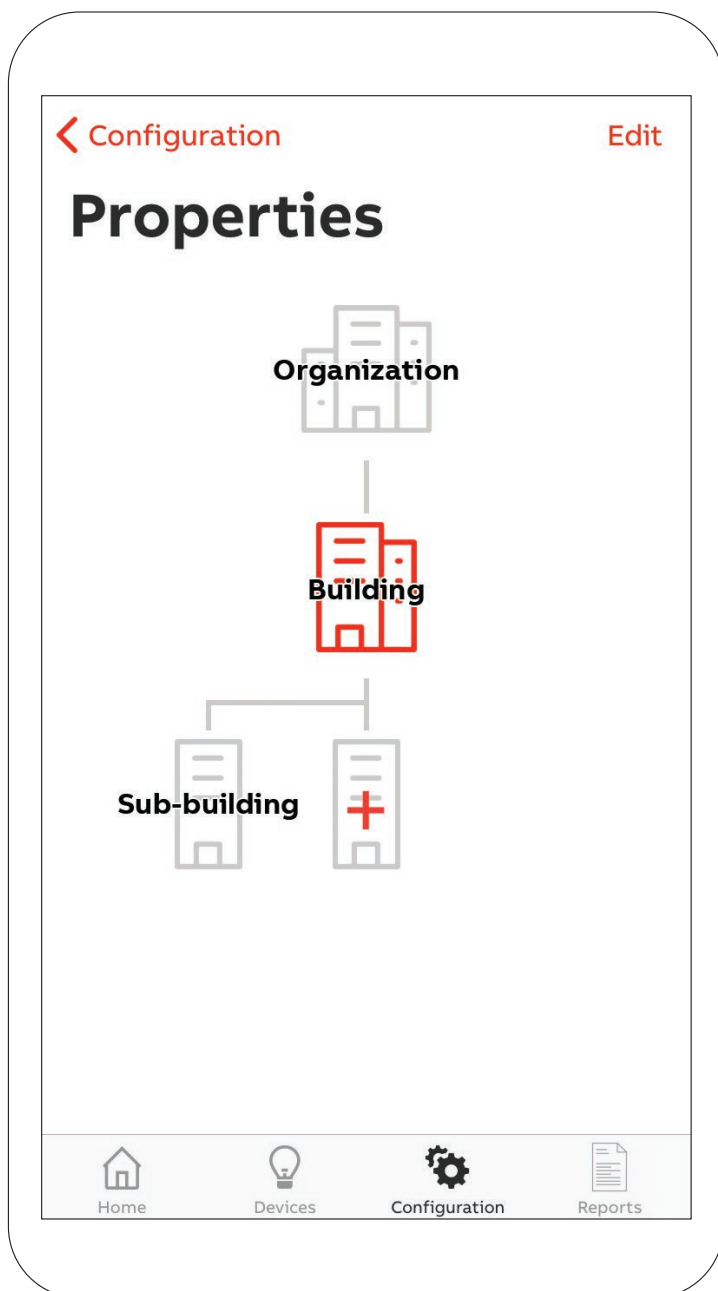 Configuration
Edit
Properties
Organization
Building
Sub-building
Home
Devices
Configuration
Reports